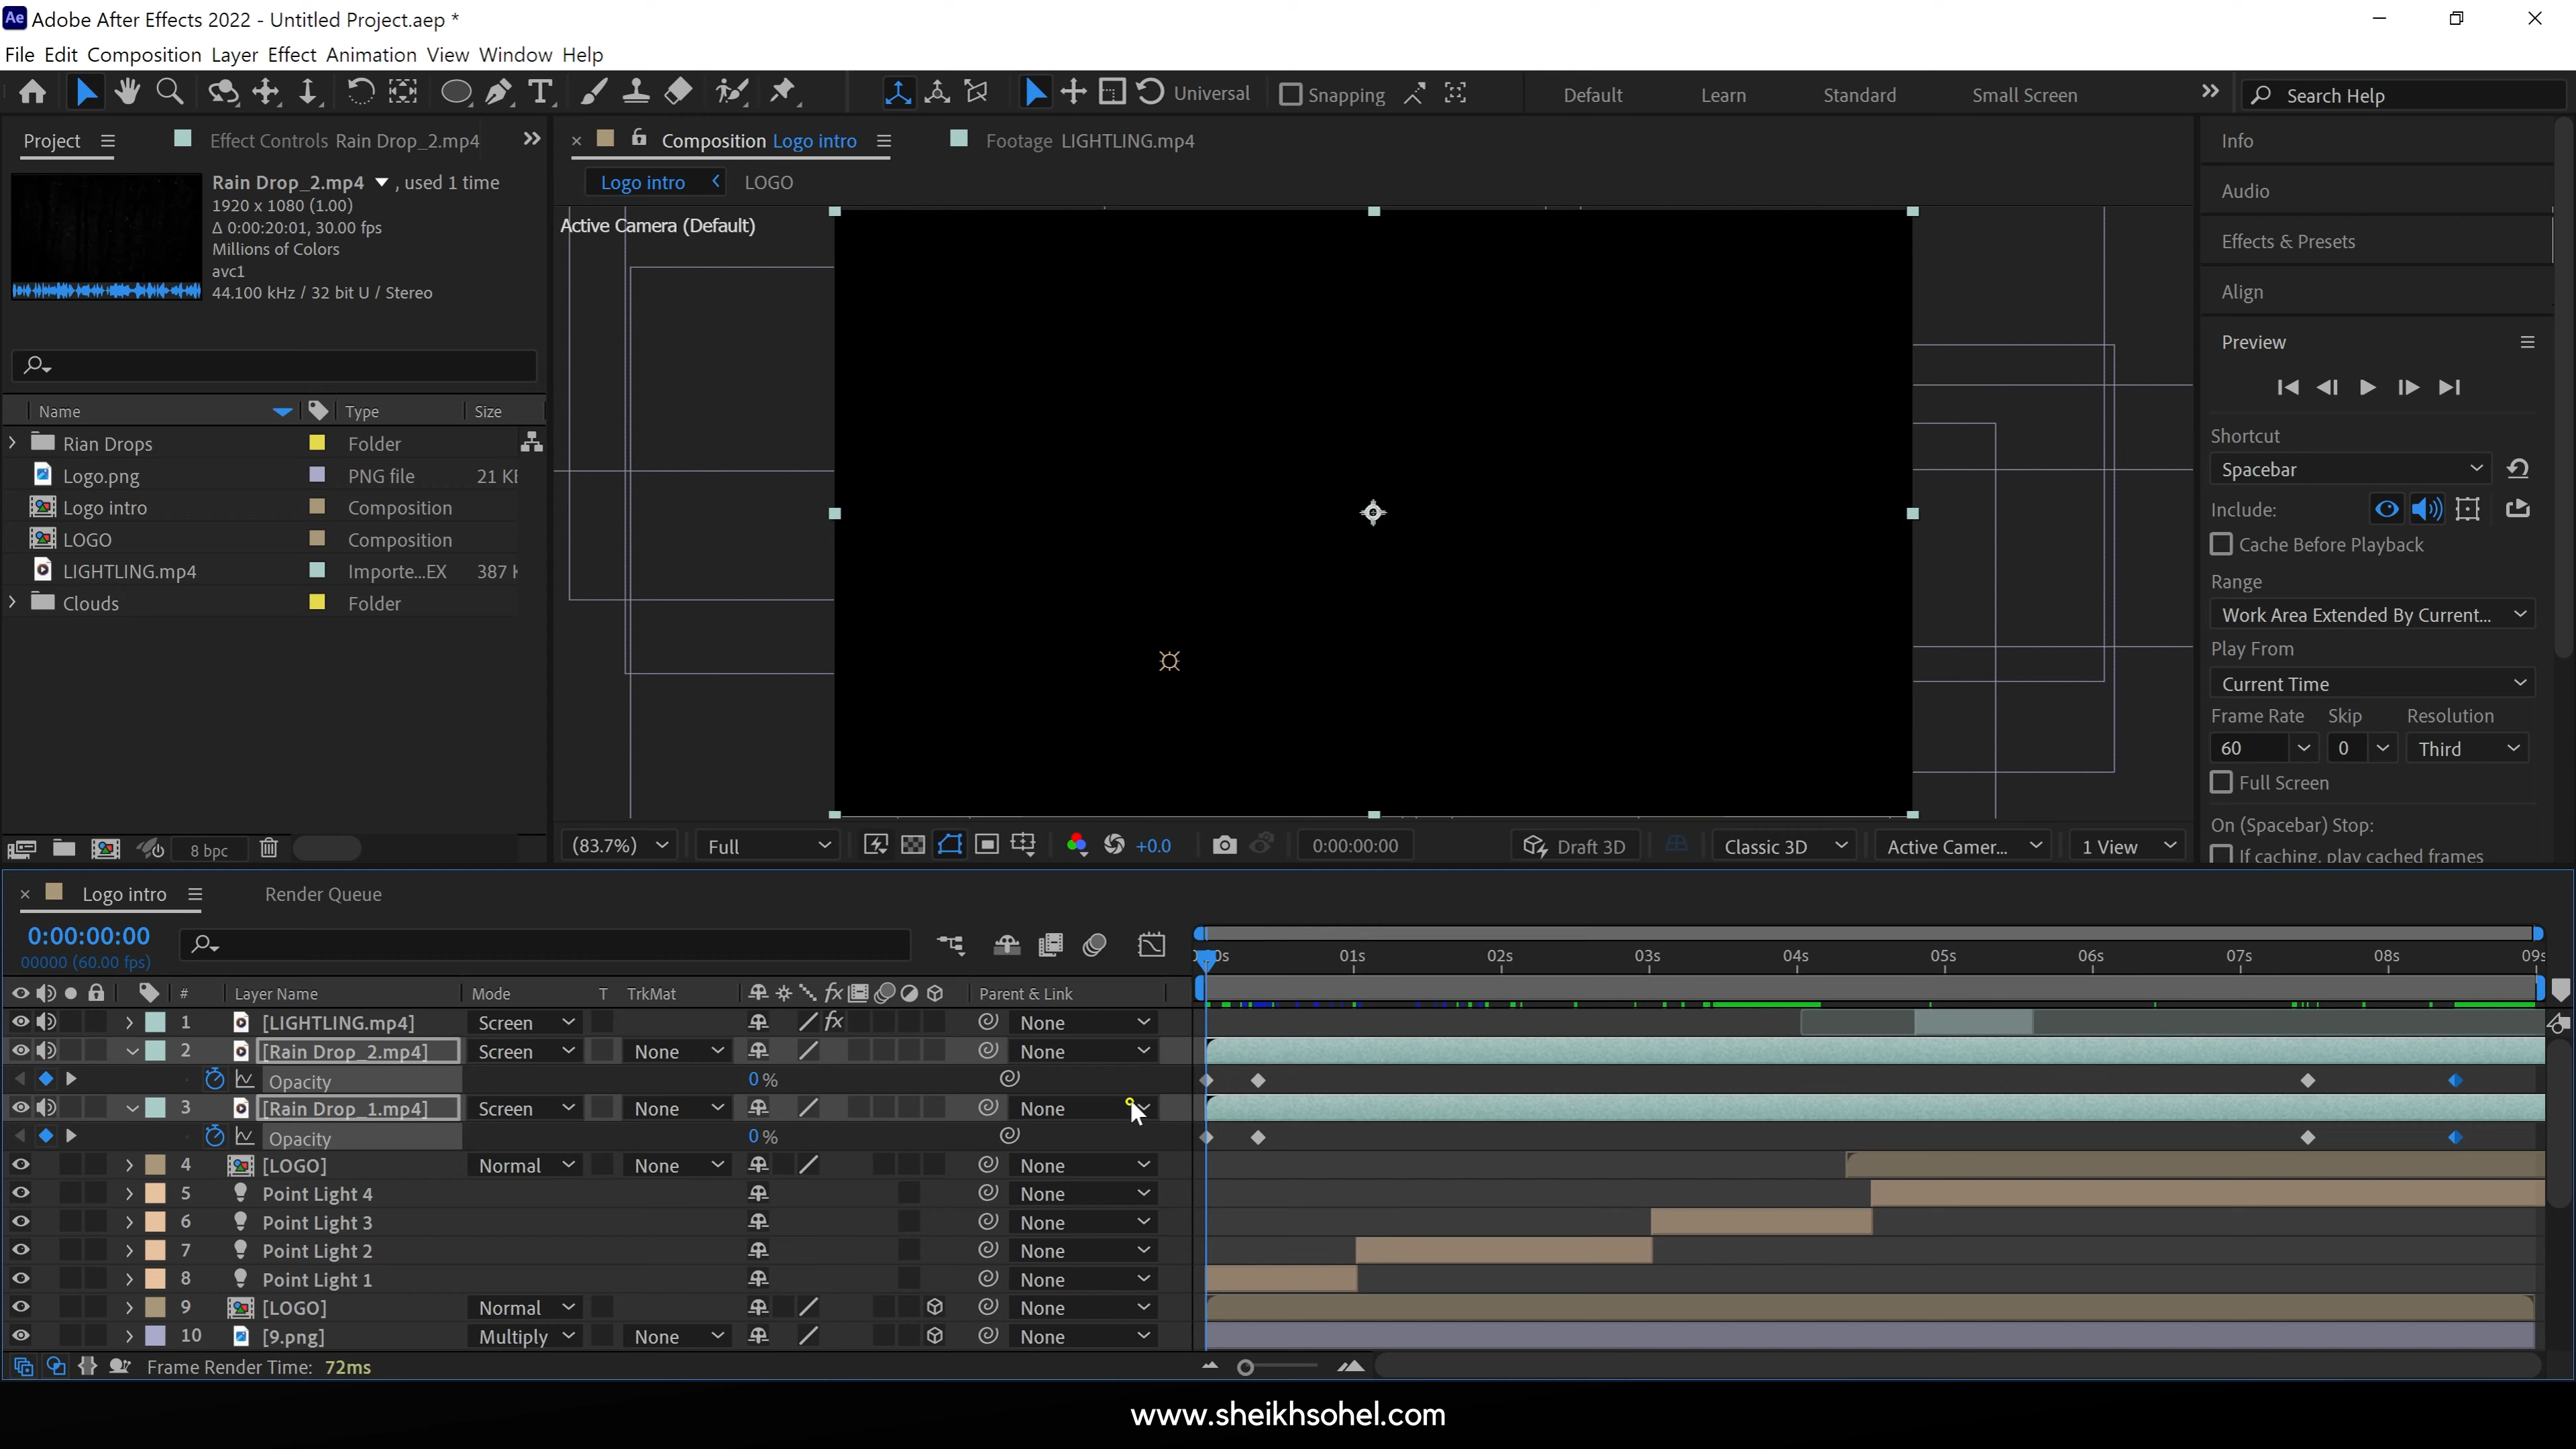 Ae Adobe After Effects 2022 - Untitled Project.aep *
File Edit Composition Layer Effect Animation View Window Help
Universal Snapping Default Learn Standard Small Screen Search Help
Project Effect Controls Rain Drop_2.mp4
Composition Logo intro Footage LIGHTLING.mp4
Logo intro LOGO
Rain Drop_2.mp4 , used 1 time
1920 x 1080 (1.00)
Δ 0:00:20:01, 30.00 fps
Millions of Colors
avc1
44.100 kHz / 32 bit U / Stereo
Name Type Size
Rian Drops Folder
Logo.png PNG file 21 KE
Logo intro Composition
LOGO Composition
LIGHTLING.mp4 Importe...EX 387 K
Clouds Folder
8 bpc
Active Camera (Default)
(83.7%) Full +0.0 0:00:00:00 Draft 3D Classic 3D Active Camer... 1 View
Info
Audio
Effects & Presets
Align
Preview
Shortcut
Spacebar
Include:
Cache Before Playback
Range
Work Area Extended By Current...
Play From
Current Time
Frame Rate Skip Resolution
60 0 Third
Full Screen
On (Spacebar) Stop:
If caching, play cached frames
Logo intro Render Queue
0:00:00:00
00000 (60.00 fps)
0s 01s 02s 03s 04s 05s 06s 07s 08s 09s
# Layer Name Mode T TrkMat fx Parent & Link
1 [LIGHTLING.mp4] Screen fx None
2 [Rain Drop_2.mp4] Screen None None
Opacity 0 %
3 [Rain Drop_1.mp4] Screen None None
Opacity 0 %
4 [LOGO] Normal None None
5 Point Light 4 None
6 Point Light 3 None
7 Point Light 2 None
8 Point Light 1 None
9 [LOGO] Normal None
10 [9.png] Multiply None None
Frame Render Time: 72ms
www.sheikhsohel.com